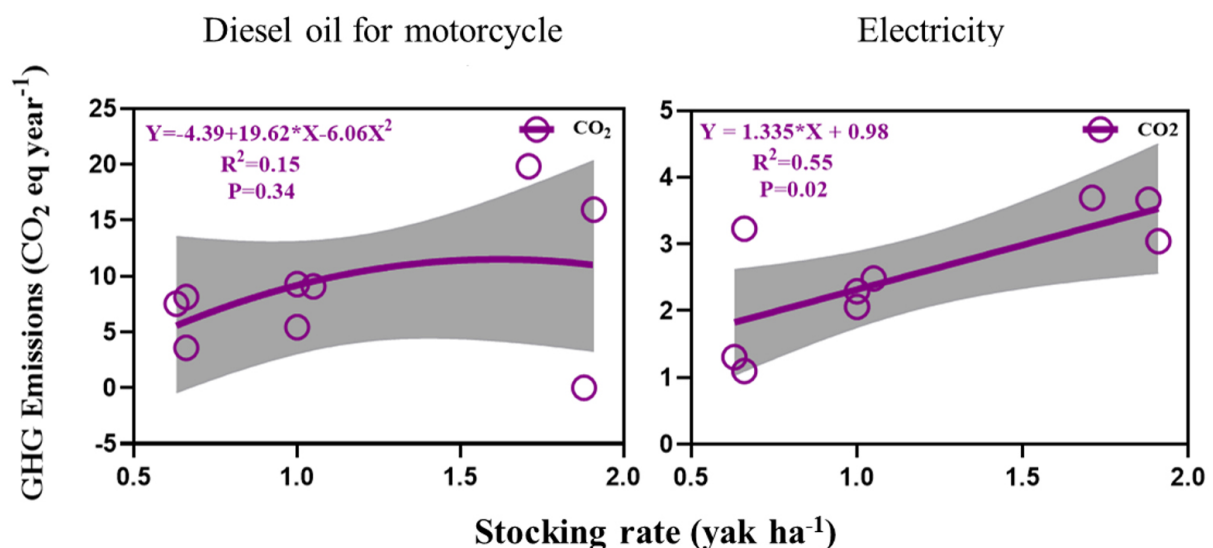 Diesel oil for motorcycle
Electricity
GHG Emissions (CO₂ eq year⁻¹)
25
20
15
10
5
0
-5
Y=-4.39+19.62*X-6.06X²
R²=0.15
P=0.34
CO₂
0.5 1.0 1.5 2.0
5
4
3
2
1
0
Y = 1.335*X + 0.98
R²=0.55
P=0.02
CO2
0.5 1.0 1.5 2.0
Stocking rate (yak ha⁻¹)